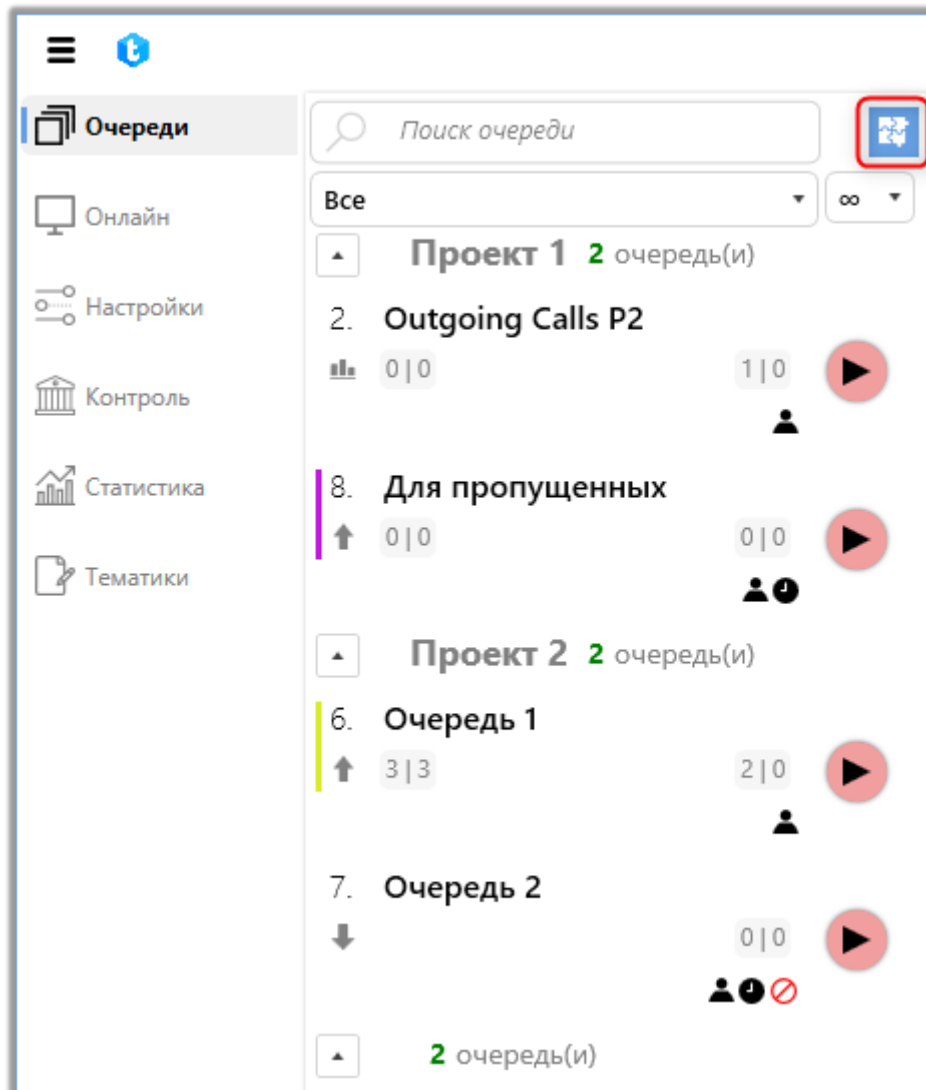 t
Очереди
Онлайн
Настройки
Контроль
Статистика
Тематики
Поиск очереди
Все
∞
Проект 1 2 очередь(и)
2. Outgoing Calls P2
0|0 1|0
8. Для пропущенных
0|0 0|0
Проект 2 2 очередь(и)
6. Очередь 1
3|3 2|0
7. Очередь 2
0|0
2 очередь(и)